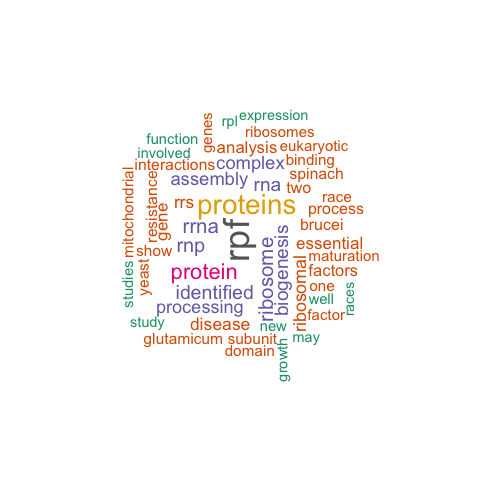 expression
rpl
genes
ribosomes
function
analysis
eukaryotic
involved
interactions
complex
binding
mitochondrial
resistance
assembly
rna
spinach
two
rrs
proteins
race
process
gene
rrna
rpf
brucei
show
rnp
ribosome
biogenesis
essential
maturation
yeast
protein
ribosomal
factors
studies
identified
one
races
processing
well
study
disease
new
factor
glutamicum
subunit
may
domain
growth